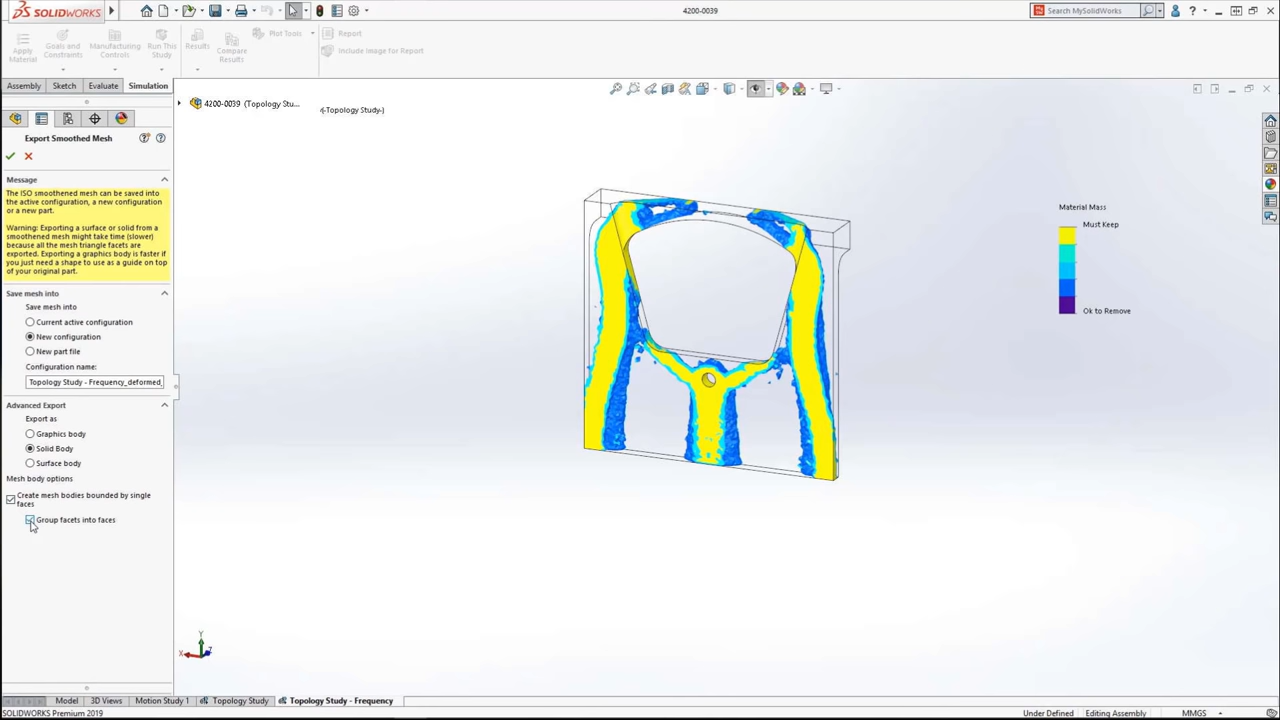 SOLIDWORKS
4200-0039
Search MySolidWorks
Apply
Material
Goals and
Constraints
Manufacturing
Controls
Run This
Study
Results
Compare
Results
Plot Tools
Report
Include Image for Report
Assembly
Sketch
Evaluate
Simulation
4200-0039 (Topology Stu...
(-Topology Study-)
Export Smoothed Mesh
Message
The ISO smoothened mesh can be saved into
the active configuration, a new configuration
or a new part.
Warning: Exporting a surface or solid from a
smoothened mesh might take time (slower)
because all the mesh triangle facets are
exported. Exporting a graphics body is faster if
you just need a shape to use as a guide on top
of your original part.
Save mesh into
Save mesh into
Current active configuration
New configuration
New part file
Configuration name:
Topology Study - Frequency_deformed_
Advanced Export
Export as
Graphics body
Solid Body
Surface body
Mesh body options
Create mesh bodies bounded by single
faces
Group facets into faces
Material Mass
Must Keep
Ok to Remove
Y
X
Z
Model
3D Views
Motion Study 1
Topology Study
Topology Study - Frequency
SOLIDWORKS Premium 2019
Under Defined
Editing Assembly
MMGS